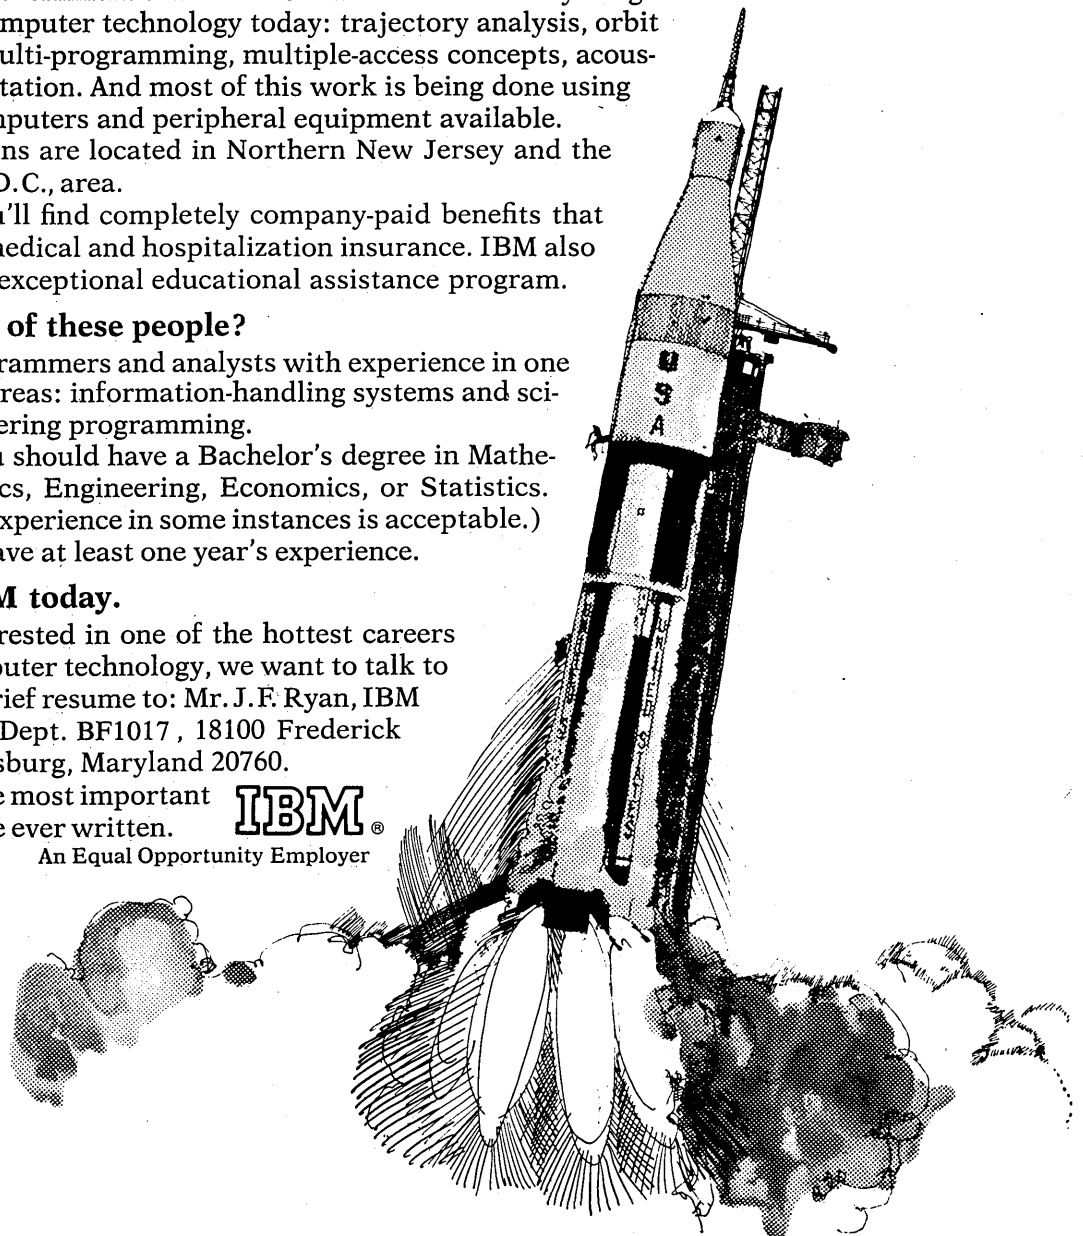 mputer technology today: trajectory analysis, orbit
ulti-programming, multiple-access concepts, acous-
tation. And most of this work is being done using
nputers and peripheral equipment available.
ns are located in Northern New Jersey and the
D.C., area.
u'll find completely company-paid benefits that
nedical and hospitalization insurance. IBM also
exceptional educational assistance program.
of these people?
rammers and analysts with experience in one
reas: information-handling systems and sci-
ering programming.
u should have a Bachelor's degree in Mathe-
cs, Engineering, Economics, or Statistics.
xperience in some instances is acceptable.)
ave at least one year's experience.
M today.
rested in one of the hottest careers
puter technology, we want to talk to
rief resume to: Mr. J. F. Ryan, IBM
Dept. BF1017, 18100 Frederick
sburg, Maryland 20760.
e most important
e ever written.
IBM®
An Equal Opportunity Employer
U
S
A
UNITED STATES